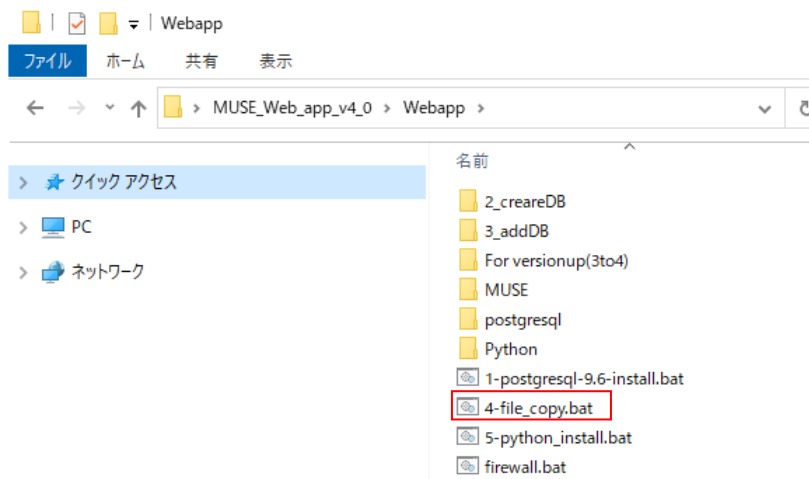 Webapp
ファイル ホーム 共有 表示
MUSE_Web_app_v4_0 Webapp
クイック アクセス
PC
ネットワーク
名前
2_creareDB
3_addDB
For versionup(3to4)
MUSE
postgresql
Python
1-postgresql-9.6-install.bat
4-file_copy.bat
5-python_install.bat
firewall.bat